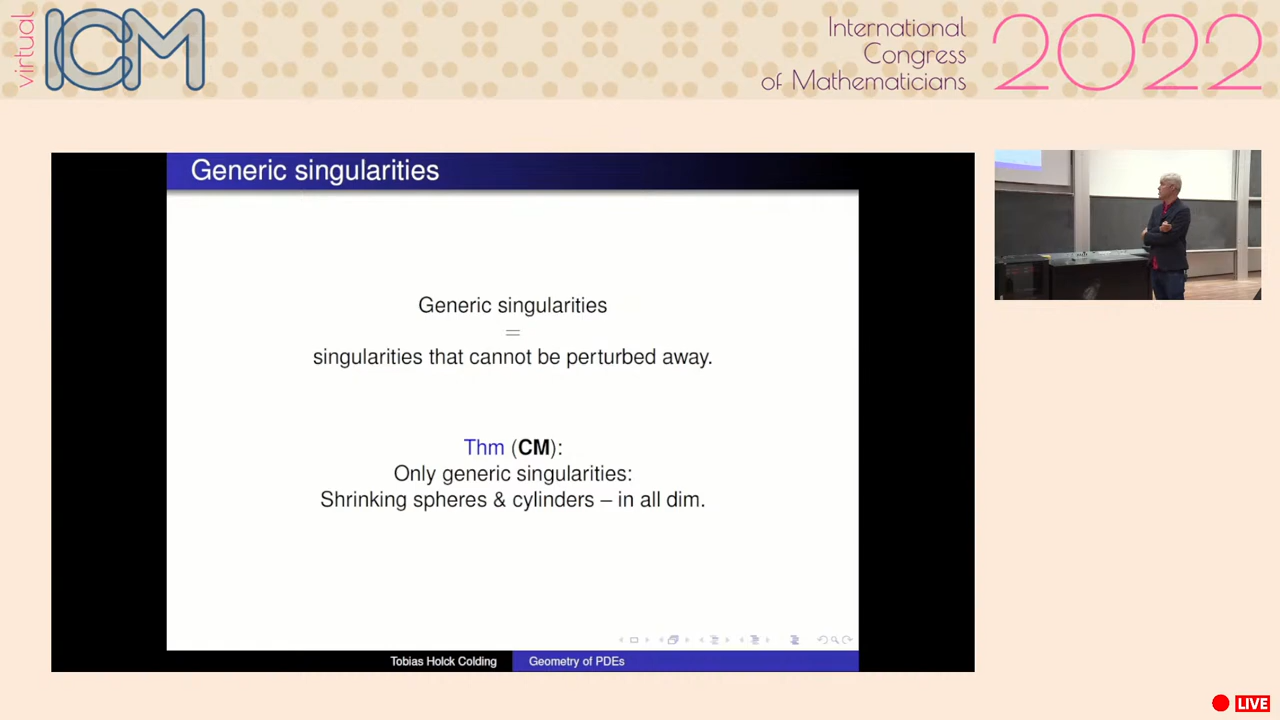 virtual
ICM
International
Congress
of Mathematicians
2022
Generic singularities
Generic singularities
=
singularities that cannot be perturbed away.
Thm (CM):
Only generic singularities:
Shrinking spheres & cylinders – in all dim.
Tobias Holck Colding
Geometry of PDEs
LIVE